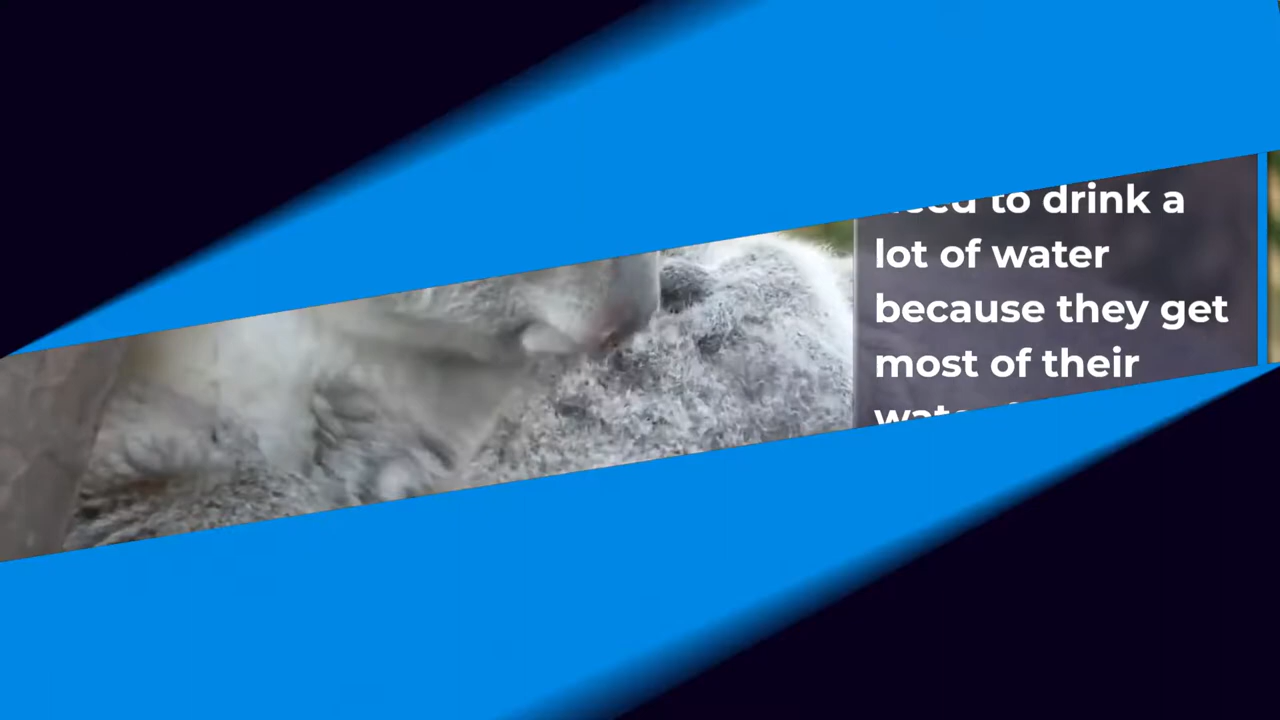 to drink a
lot of water
because they get
most of their